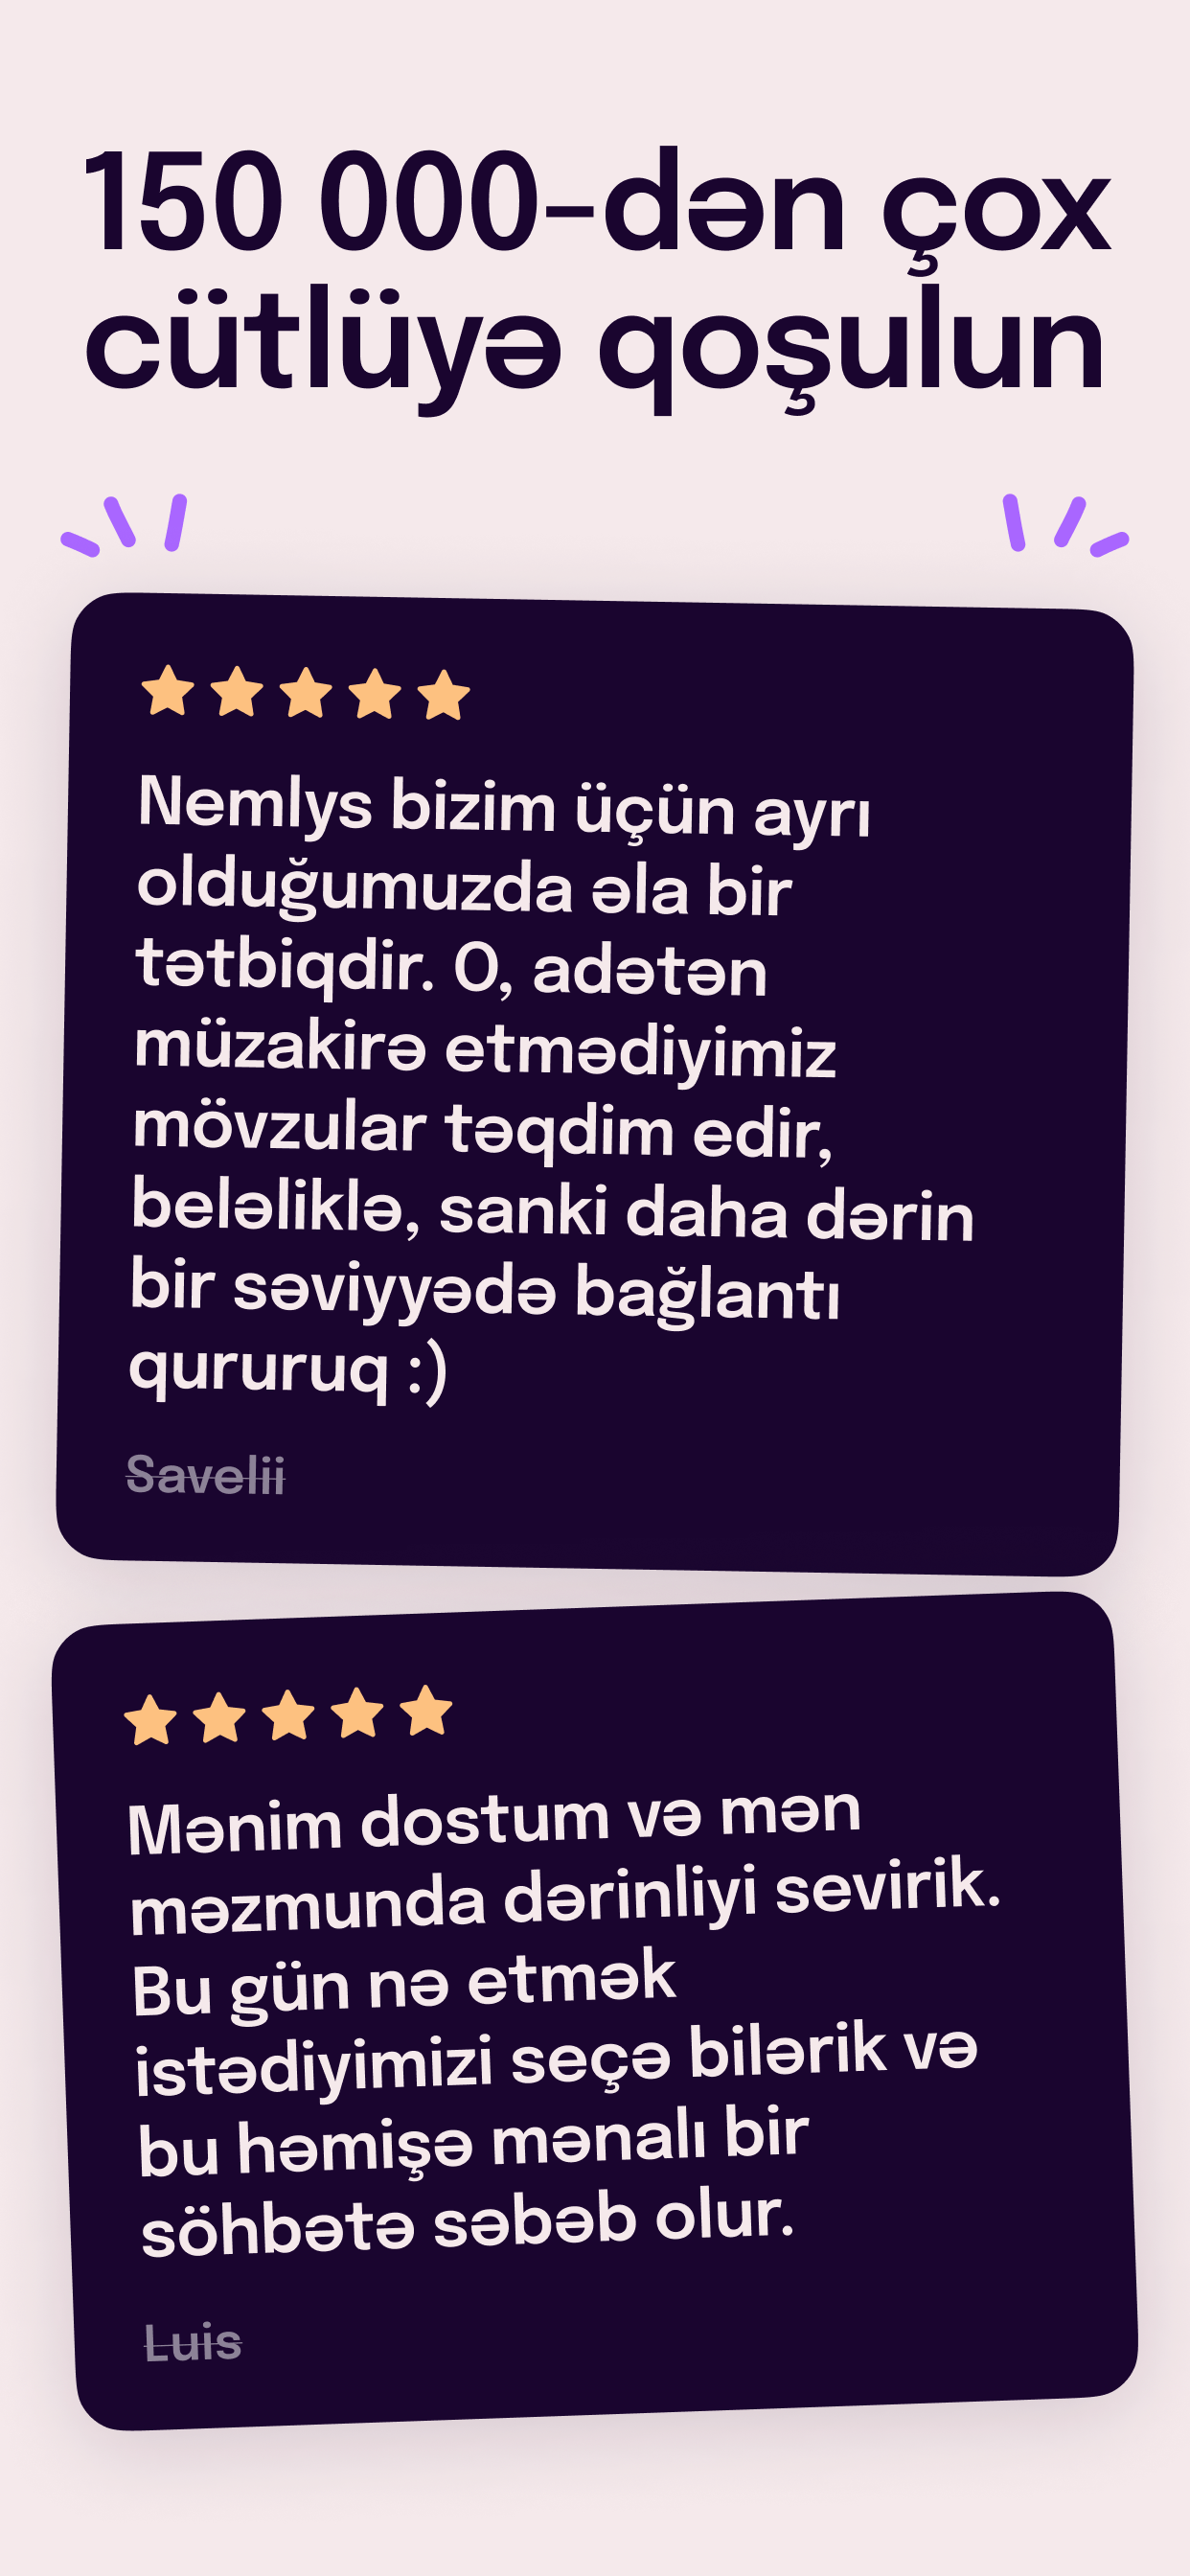 150 000-dən çox
cütlüyə qoşulun
Nemlys bizim üçün ayrı
olduğumuzda əla bir
tətbiqdir. O, adətən
müzakirə etmədiyimiz
mövzular təqdim edir,
beləliklə, sanki daha dərin
bir səviyyədə bağlantı
qururuq :)
Savelii
Mənim dostum və mən
məzmunda dərinliyi sevirik.
Bu gün nə etmək
istədiyimizi seçə bilərik və
bu həmişə mənalı bir
söhbətə səbəb olur.
Luis